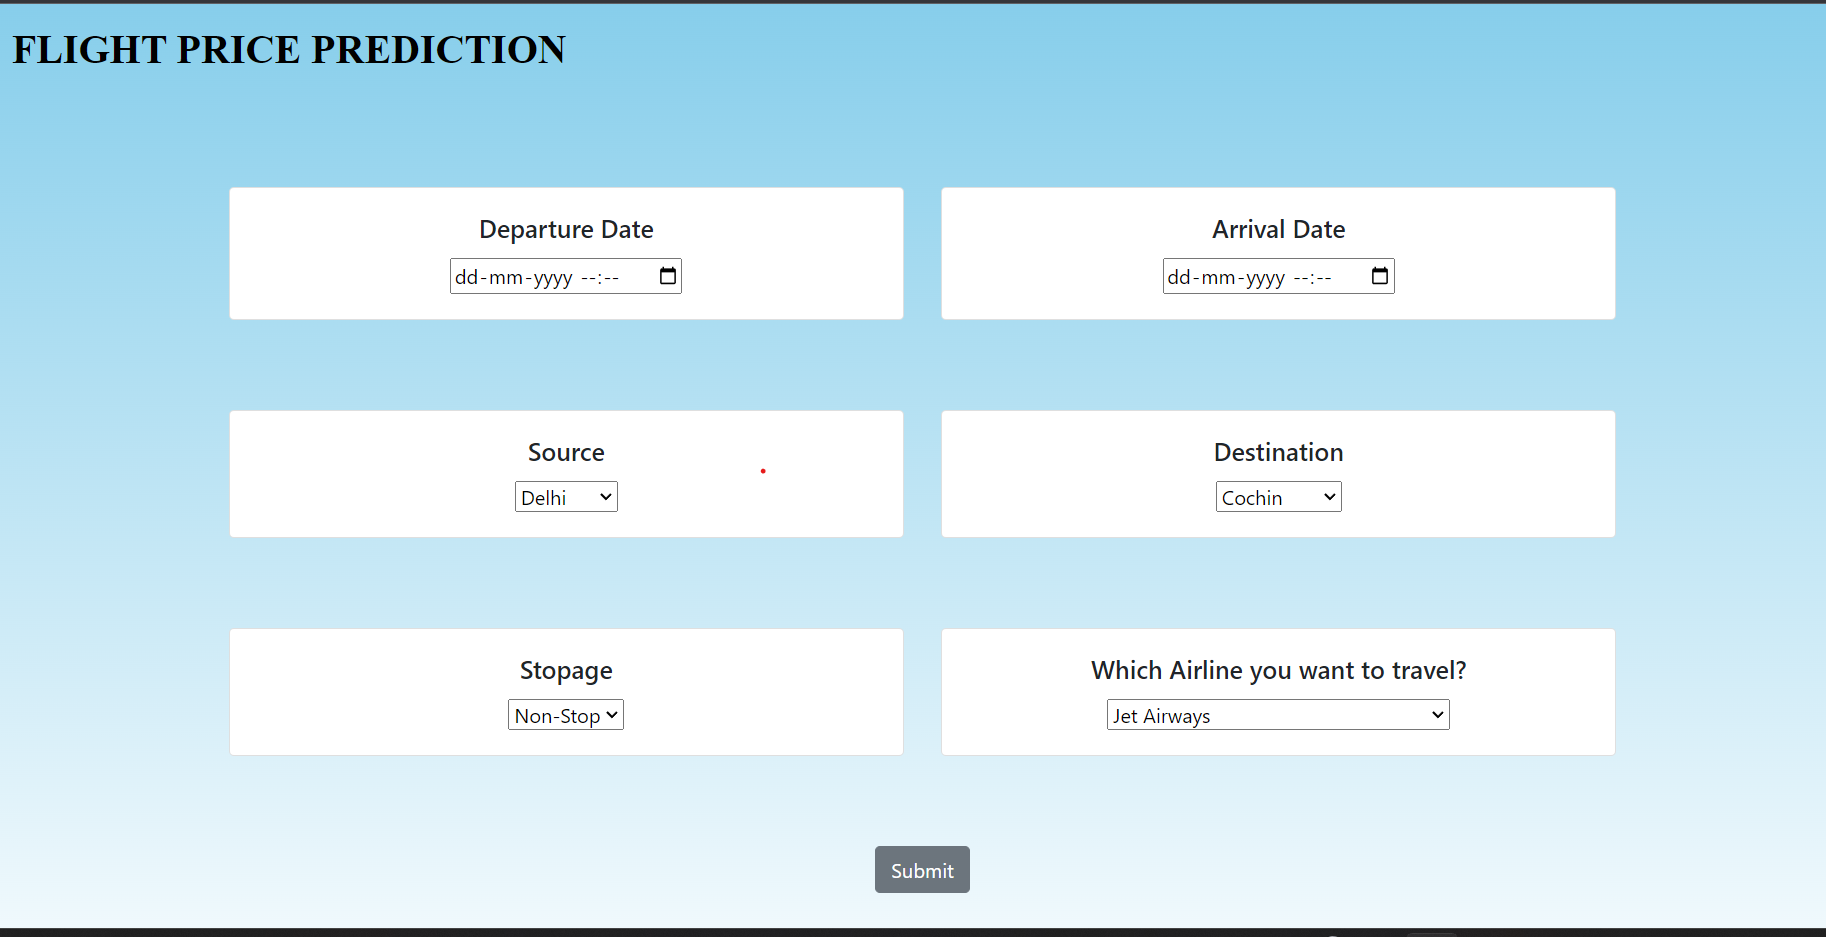 FLIGHT PRICE PREDICTION
Departure Date
dd-mm-yyyy --:--
Arrival Date
dd-mm-yyyy --:--
Source
Delhi
Destination
Cochin
Stopage
Non-Stop
Which Airline you want to travel?
Jet Airways
Submit